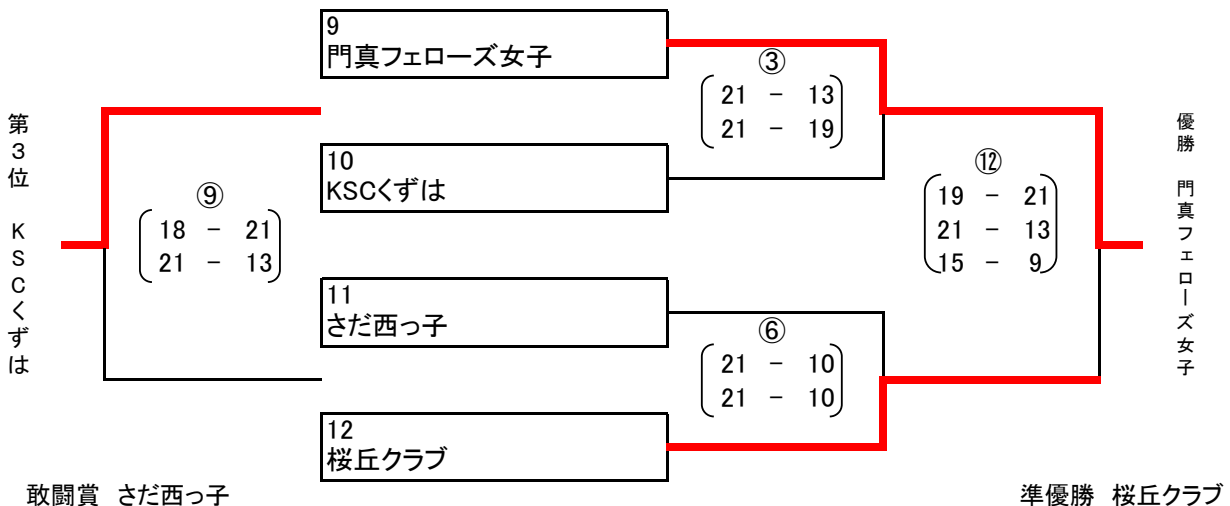 9
門真フェローズ女子
③
21 - 13
21 - 19
第3位 KSCくずは
優勝 門真フェローズ女子
10
KSCくずは
⑨
18 - 21
21 - 13
⑫
19 - 21
21 - 13
15 - 9
11
さだ西っ子
⑥
21 - 10
21 - 10
12
桜丘クラブ
敢闘賞 さだ西っ子
準優勝 桜丘クラブ